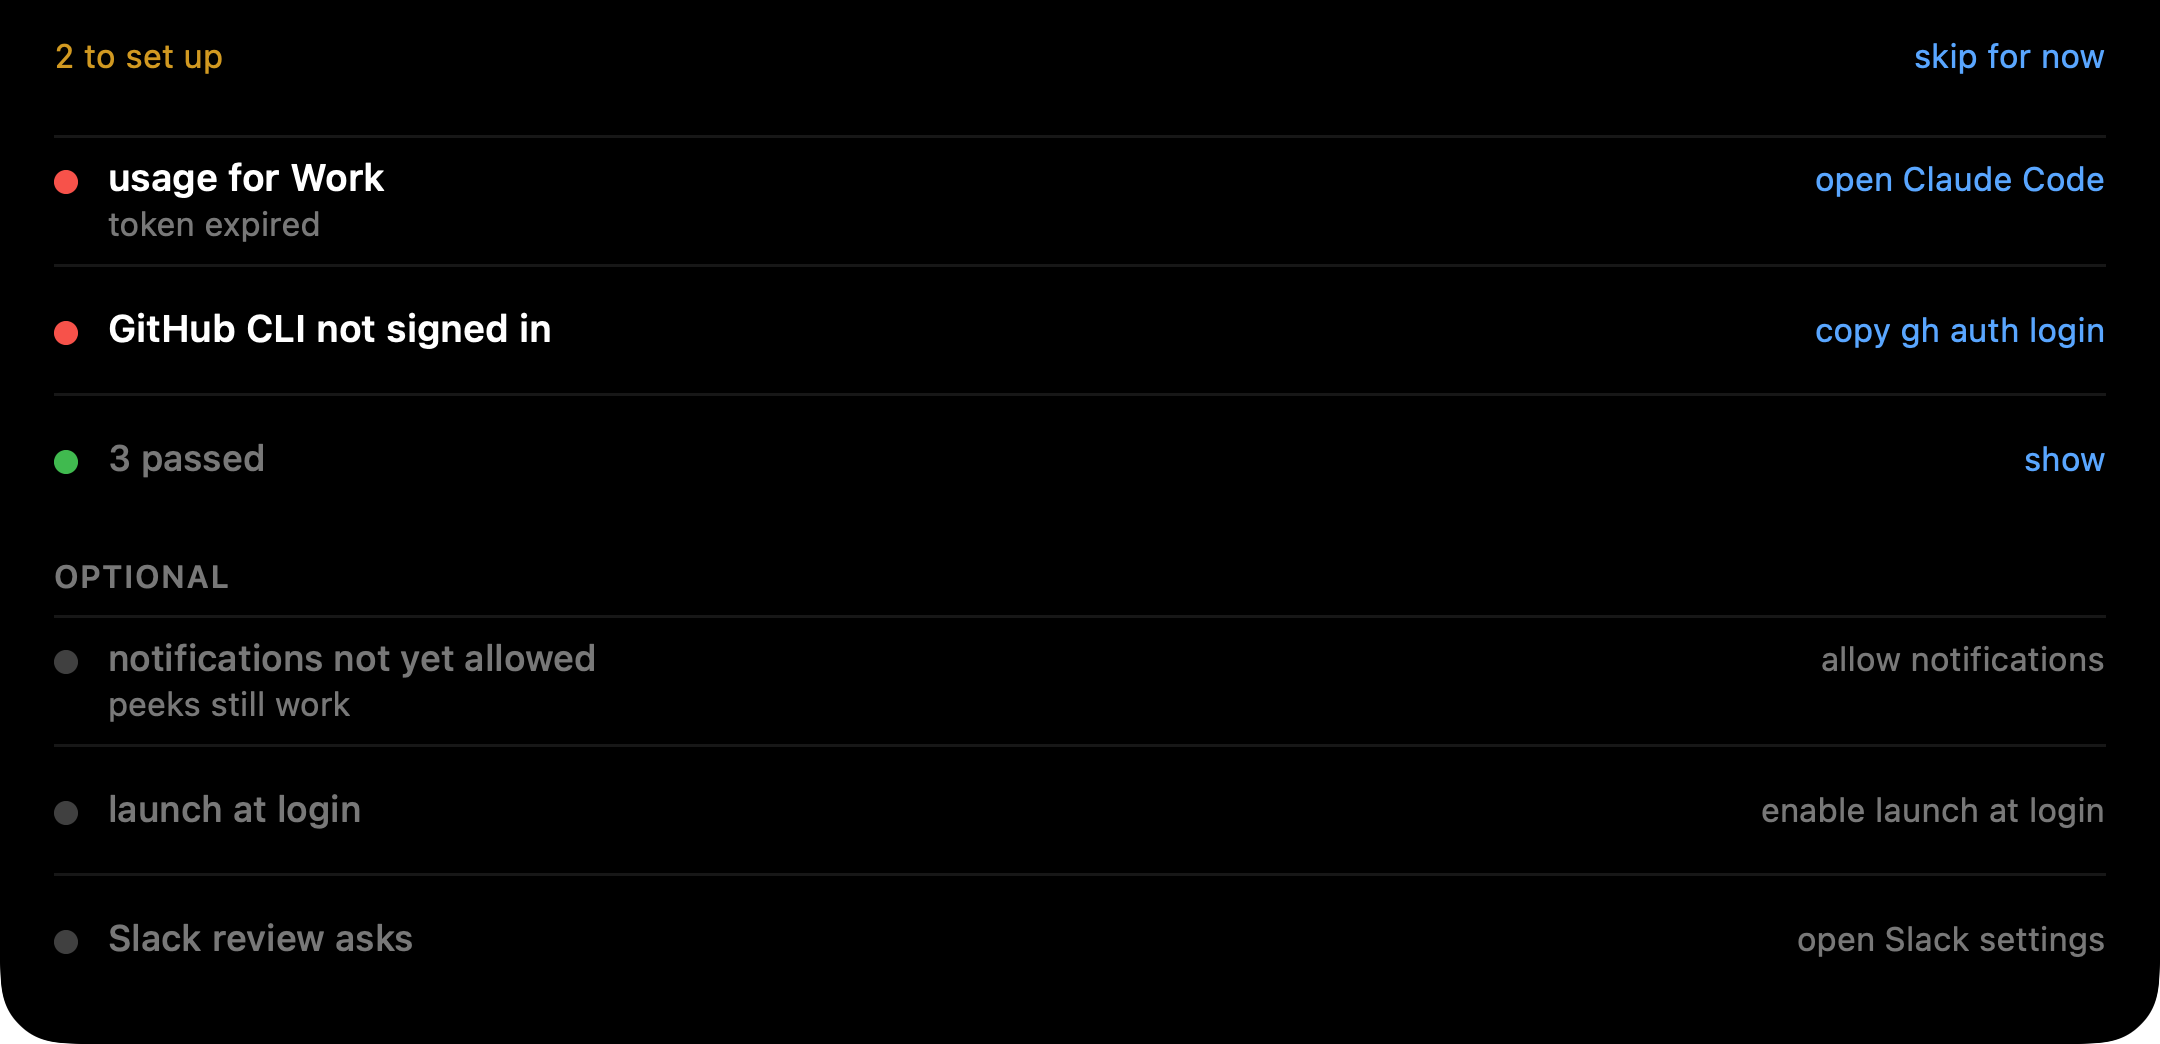 2 to set up
skip for now
usage for Work
open Claude Code
token expired
GitHub CLI not signed in
copy gh auth login
3 passed
show
OPTIONAL
notifications not yet allowed
allow notifications
peeks still work
launch at login
enable launch at login
Slack review asks
open Slack settings